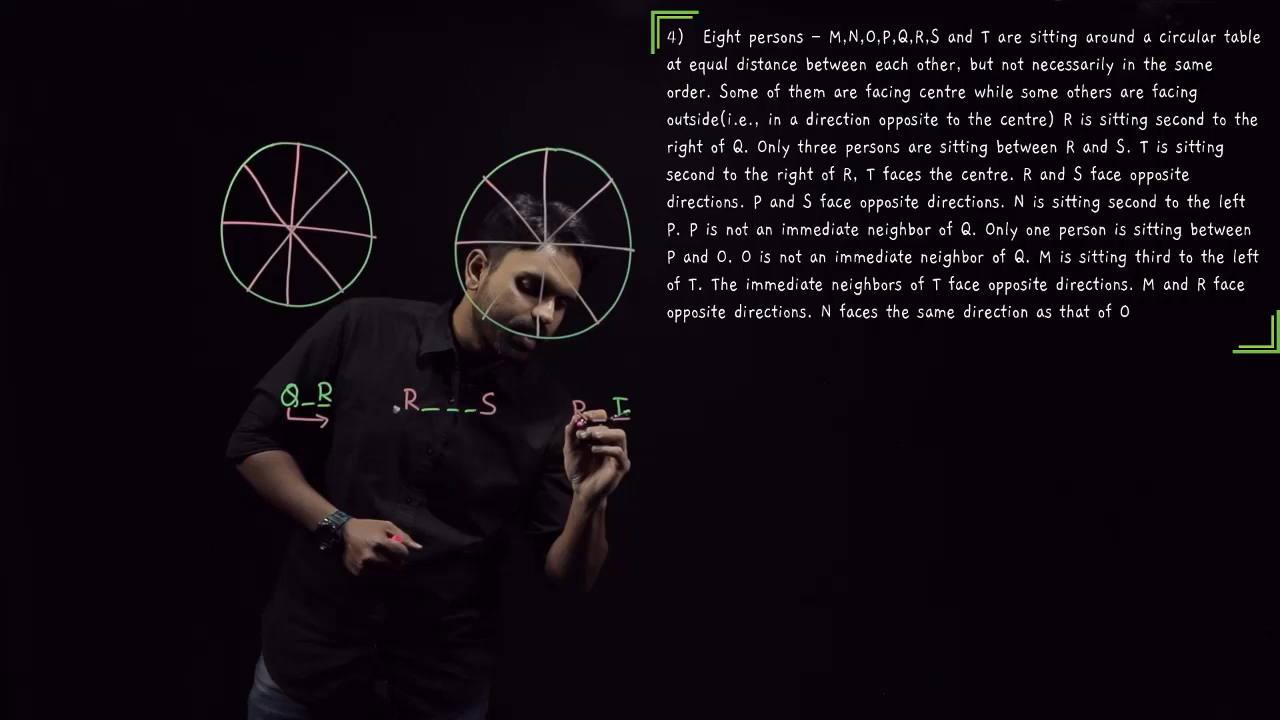 4) Eight persons – M,N,O,P,Q,R,S and T are sitting around a circular table
at equal distance between each other, but not necessarily in the same
order. Some of them are facing centre while some others are facing
outside(i.e., in a direction opposite to the centre) R is sitting second to the
right of Q. Only three persons are sitting between R and S. T is sitting
second to the right of R, T faces the centre. R and S face opposite
directions. P and S face opposite directions. N is sitting second to the left
P. P is not an immediate neighbor of Q. Only one person is sitting between
P and O. O is not an immediate neighbor of Q. M is sitting third to the left
of T. The immediate neighbors of T face opposite directions. M and R face
opposite directions. N faces the same direction as that of O
Q _ R
R _ _ _ S
R _ T